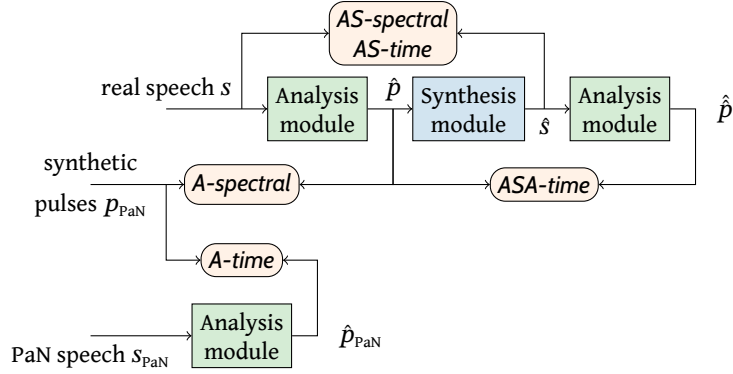 AS-spectral
AS-time
real speech s
Analysis
module
p̂
Synthesis
module
ŝ
Analysis
module
p̂̂
synthetic
pulses p_PaN
A-spectral
ASA-time
A-time
PaN speech s_PaN
Analysis
module
p̂_PaN